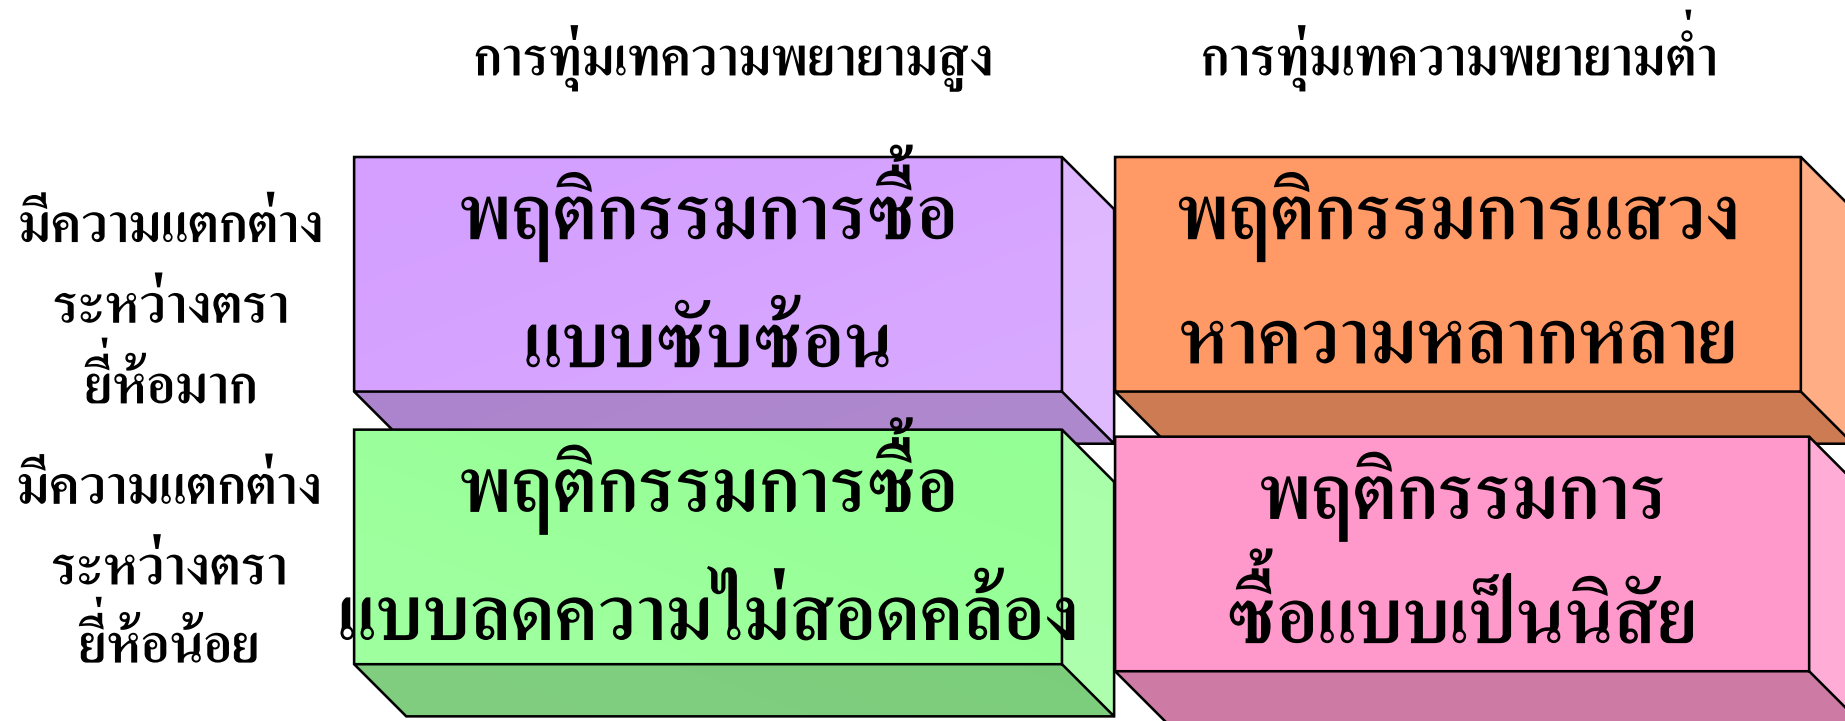 การทุ่มเทความพยายามสูง
การทุ่มเทความพยายามต่ำ
มีความแตกต่าง
ระหว่างตรา
ยี่ห้อมาก
พฤติกรรมการซื้อ
แบบซับซ้อน
พฤติกรรมการแสวง
หาความหลากหลาย
มีความแตกต่าง
ระหว่างตรา
ยี่ห้อน้อย
พฤติกรรมการซื้อ
แบบลดความไม่สอดคล้อง
พฤติกรรมการ
ซื้อแบบเป็นนิสัย